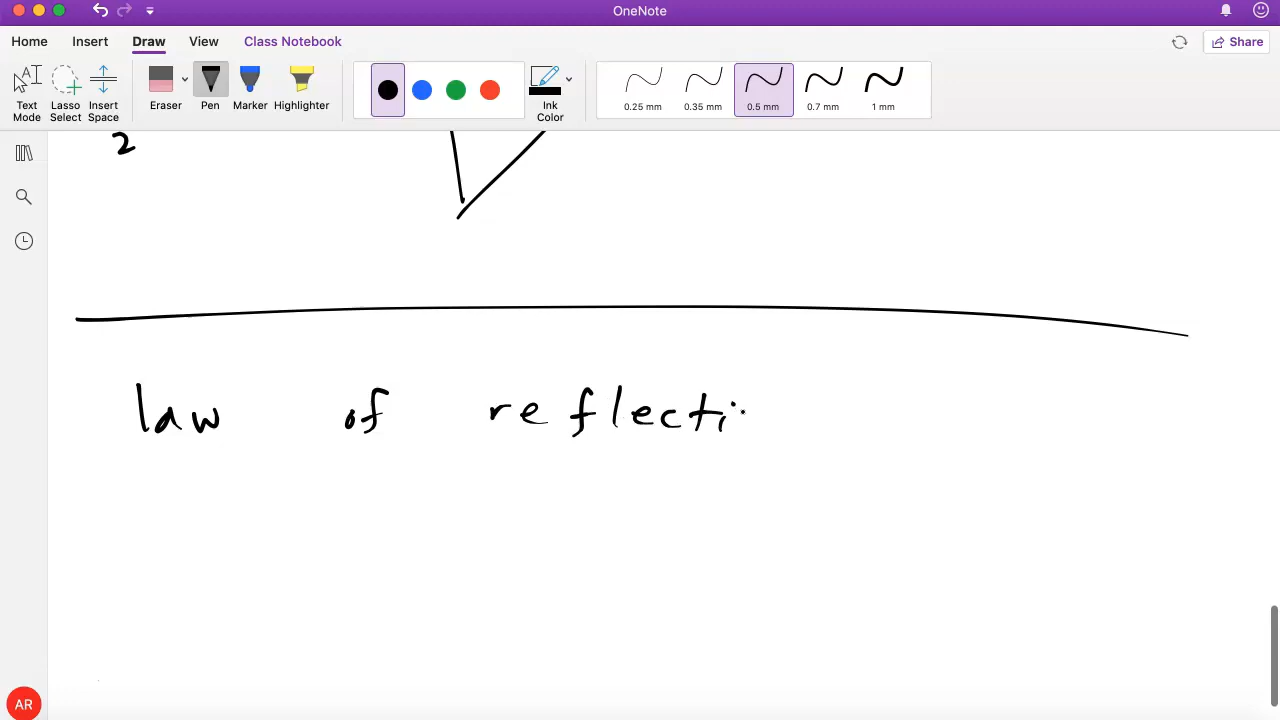 OneNote
Home Insert Draw View Class Notebook Share
Text Mode Lasso Select Insert Space Eraser Pen Marker Highlighter Ink Color 0.25 mm 0.35 mm 0.5 mm 0.7 mm 1 mm
2
law of reflecti
AR